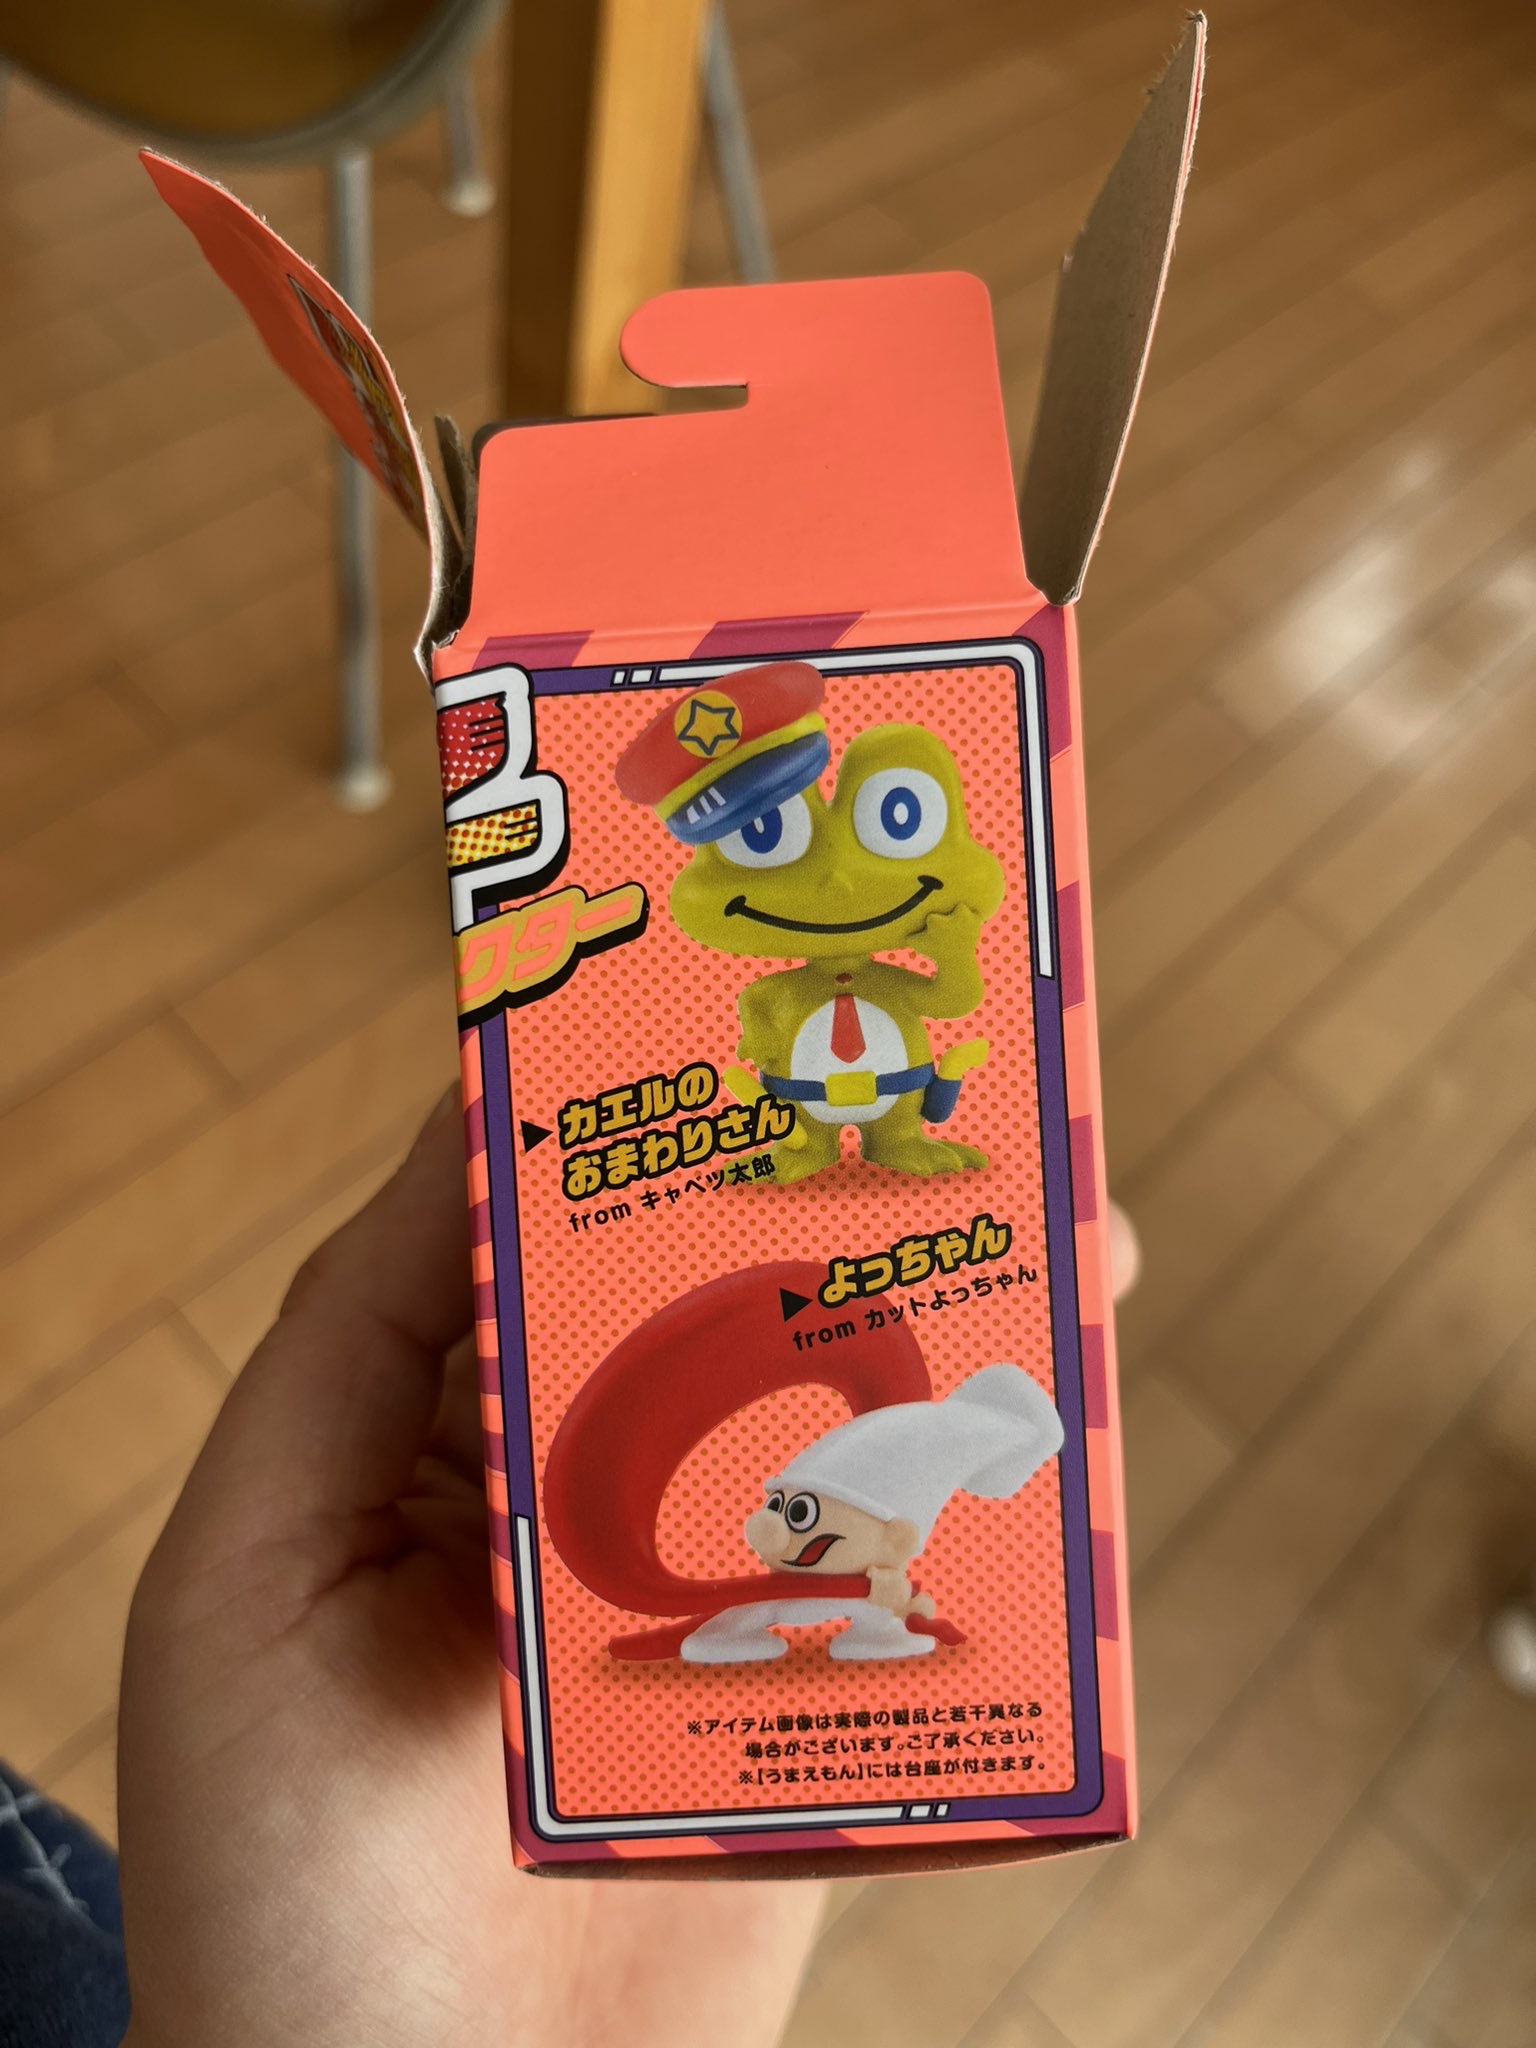 クター
カエルの
おまわりさん
from キャベツ太郎
よっちゃん
from カットよっちゃん
※アイテム画像は実際の製品と若干異なる
場合がございます。ご了承ください。
※【うまえもん】には台座が付きます。